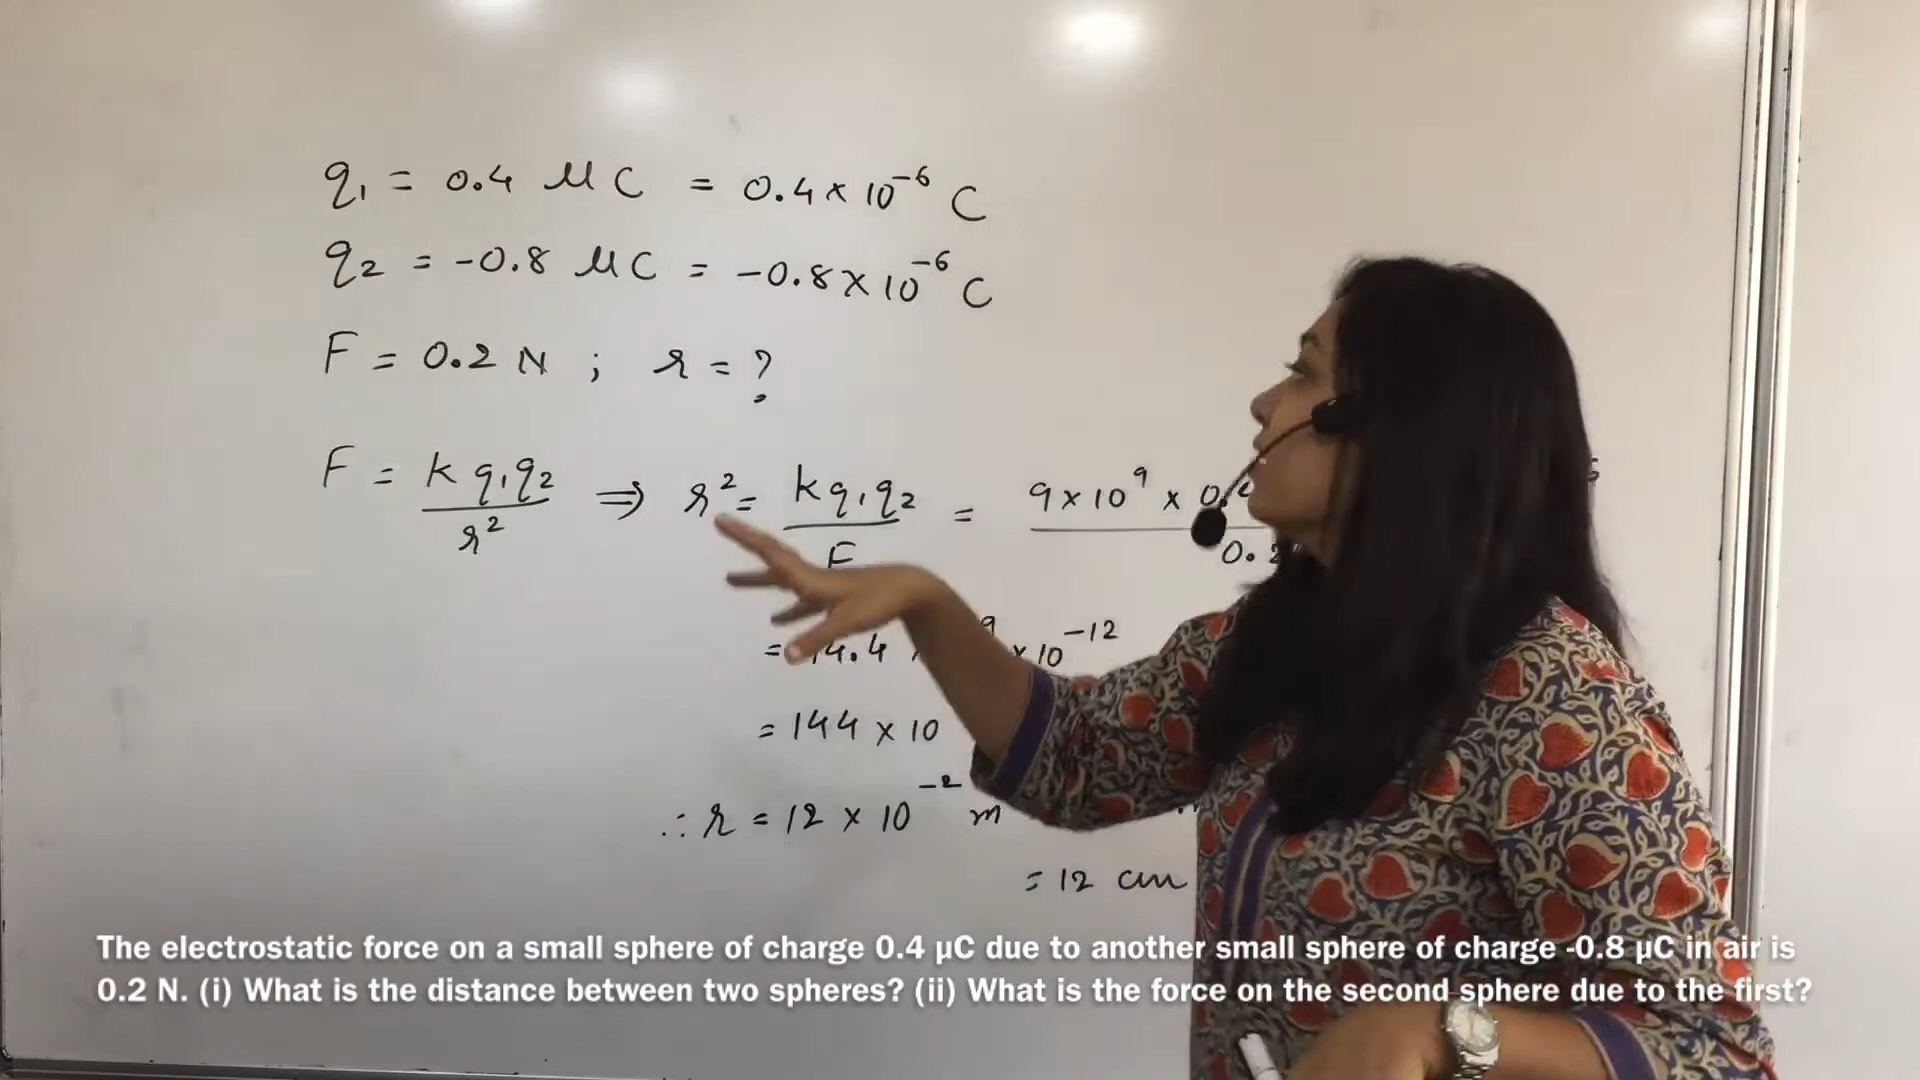 q₁ = 0.4 μC = 0.4 × 10⁻⁶ C
q₂ = -0.8 μC = -0.8 × 10⁻⁶ C
F = 0.2 N ; r = ?
F = k q₁q₂ / r² ⇒ r² = k q₁q₂ / F = 9 × 10⁹ × 0.
4.4 × 10⁻¹²
= 144 × 10
∴ r = 12 × 10⁻² m
= 12 cm
The electrostatic force on a small sphere of charge 0.4 μC due to another small sphere of charge -0.8 μC in air is
0.2 N. (i) What is the distance between two spheres? (ii) What is the force on the second sphere due to the first?